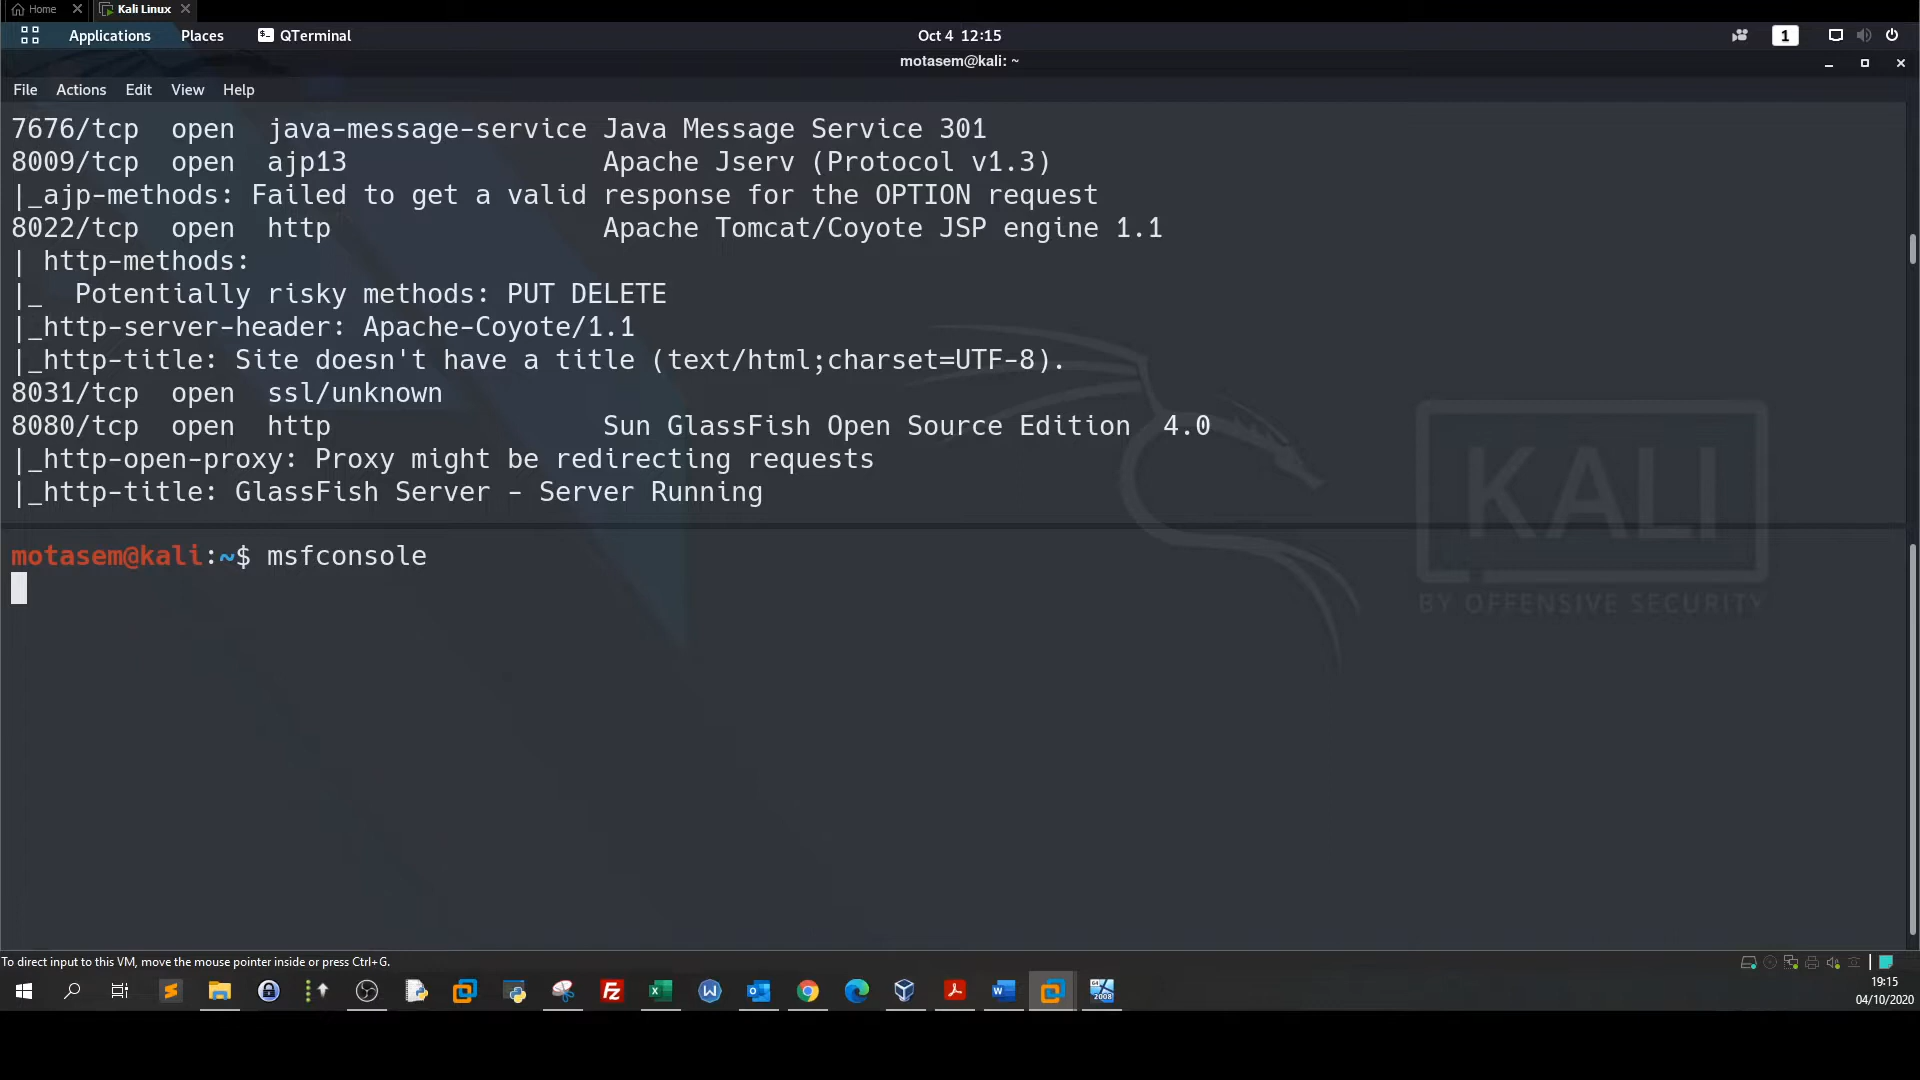 Home
Kali Linux
Applications Places QTerminal Oct 4 12:15 1
motasem@kali: ~
File Actions Edit View Help
7676/tcp open java-message-service Java Message Service 301
8009/tcp open ajp13 Apache Jserv (Protocol v1.3)
|_ajp-methods: Failed to get a valid response for the OPTION request
8022/tcp open http Apache Tomcat/Coyote JSP engine 1.1
| http-methods:
|_ Potentially risky methods: PUT DELETE
|_http-server-header: Apache-Coyote/1.1
|_http-title: Site doesn't have a title (text/html;charset=UTF-8).
8031/tcp open ssl/unknown
8080/tcp open http Sun GlassFish Open Source Edition 4.0
|_http-open-proxy: Proxy might be redirecting requests
|_http-title: GlassFish Server - Server Running
KALI
BY OFFENSIVE SECURITY
motasem@kali:~$ msfconsole
To direct input to this VM, move the mouse pointer inside or press Ctrl+G.
19:15
04/10/2020